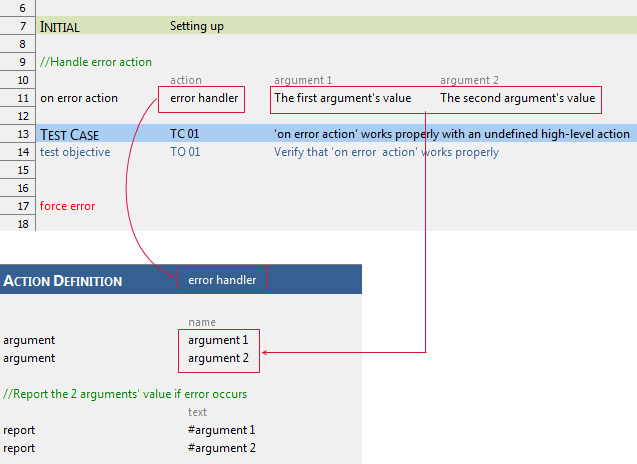 6
7 INITIAL Setting up
8
9 //Handle error action
10 action argument 1 argument 2
11 on error action error handler The first argument's value The second argument's value
12
13 TEST CASE TC 01 'on error action' works properly with an undefined high-level action
14 test objective TO 01 Verify that 'on error action' works properly
15
16
17 force error
18
ACTION DEFINITION error handler
name
argument argument 1
argument argument 2
//Report the 2 arguments' value if error occurs
text
report #argument 1
report #argument 2